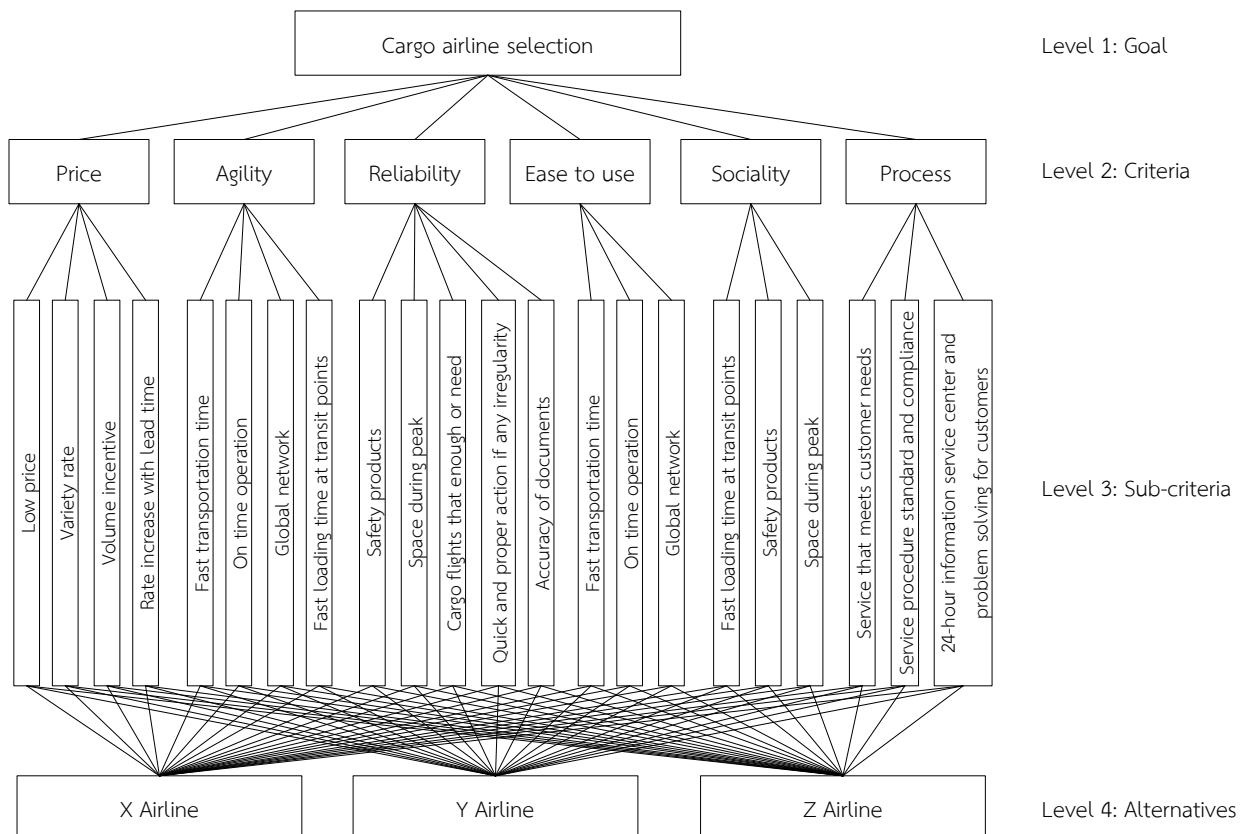 Cargo airline selection
Level 1: Goal
Price
Agility
Reliability
Ease to use
Sociality
Process
Level 2: Criteria
Low price
Variety rate
Volume incentive
Rate increase with lead time
Fast transportation time
On time operation
Global network
Fast loading time at transit points
Safety products
Space during peak
Cargo flights that enough or need
Quick and proper action if any irregularity
Accuracy of documents
Fast transportation time
On time operation
Global network
Fast loading time at transit points
Safety products
Space during peak
Service that meets customer needs
Service procedure standard and compliance
24-hour information service center and
problem solving for customers
Level 3: Sub-criteria
X Airline
Y Airline
Z Airline
Level 4: Alternatives